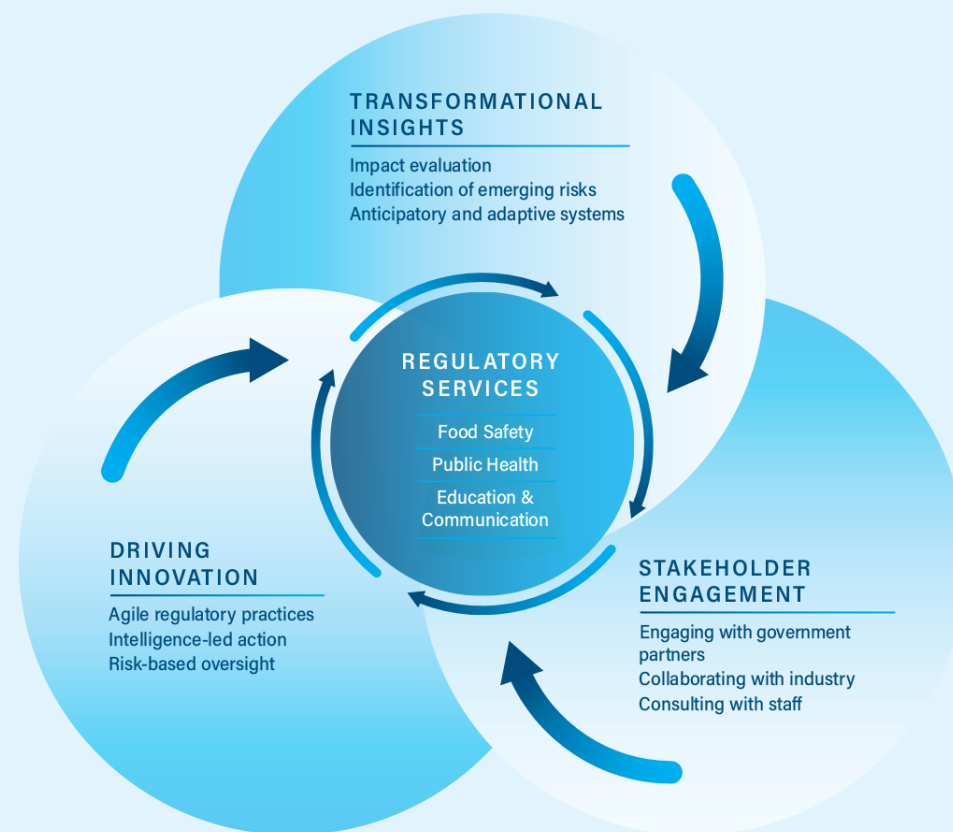 TRANSFORMATIONAL
INSIGHTS
Impact evaluation
Identification of emerging risks
Anticipatory and adaptive systems
REGULATORY
SERVICES
Food Safety
Public Health
Education &
Communication
DRIVING
INNOVATION
Agile regulatory practices
Intelligence-led action
Risk-based oversight
STAKEHOLDER
ENGAGEMENT
Engaging with government
partners
Collaborating with industry
Consulting with staff